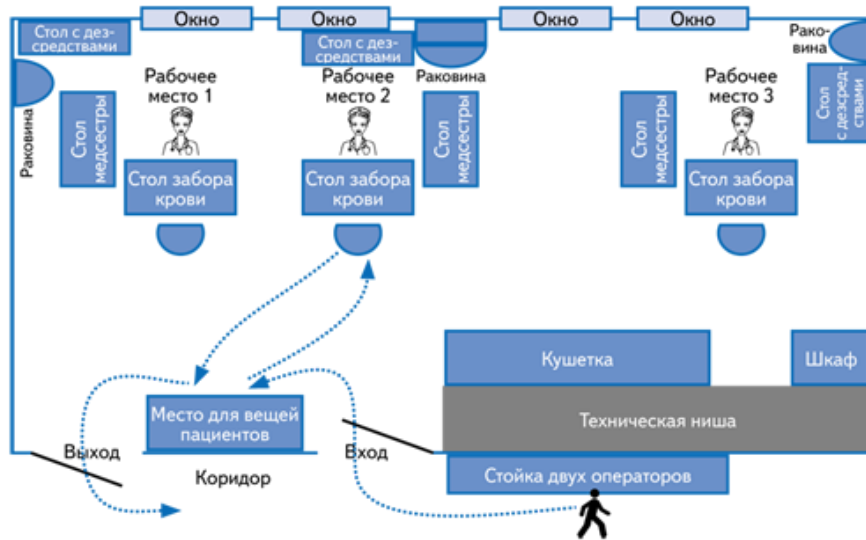 Окно
Окно
Окно
Окно
Стол с дез-
средствами
Стол с дез-
средствами
Раковина
Рако-
вина
Раковина
Рабочее
место 1
Рабочее
место 2
Рабочее
место 3
Стол
с дезсред-
ствами
Стол
медсестры
Стол
медсестры
Стол
медсестры
Стол забора
крови
Стол забора
крови
Стол забора
крови
Кушетка
Шкаф
Место для вещей
пациентов
Техническая ниша
Выход
Вход
Коридор
Стойка двух операторов